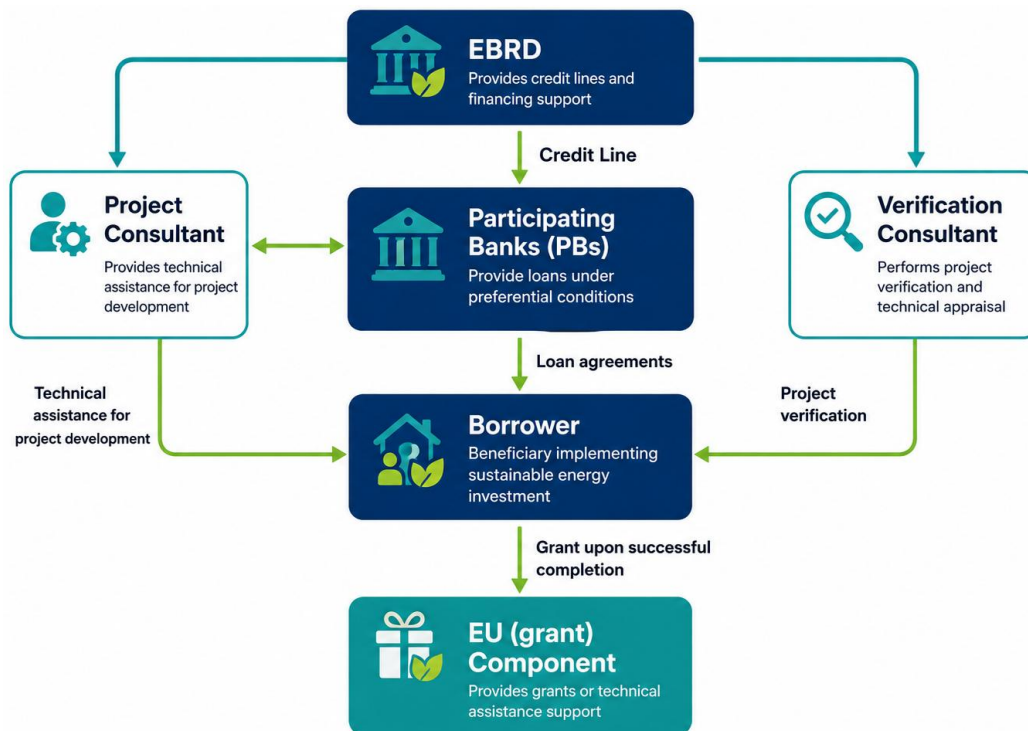 EBRD
Provides credit lines and
financing support
Credit Line
Project
Consultant
Provides technical
assistance for project
development
Participating
Banks (PBs)
Provide loans under
preferential conditions
Verification
Consultant
Performs project
verification and
technical appraisal
Loan agreements
Technical
assistance for
project development
Project
verification
Borrower
Beneficiary implementing
sustainable energy
investment
Grant upon successful
completion
EU (grant)
Component
Provides grants or technical
assistance support